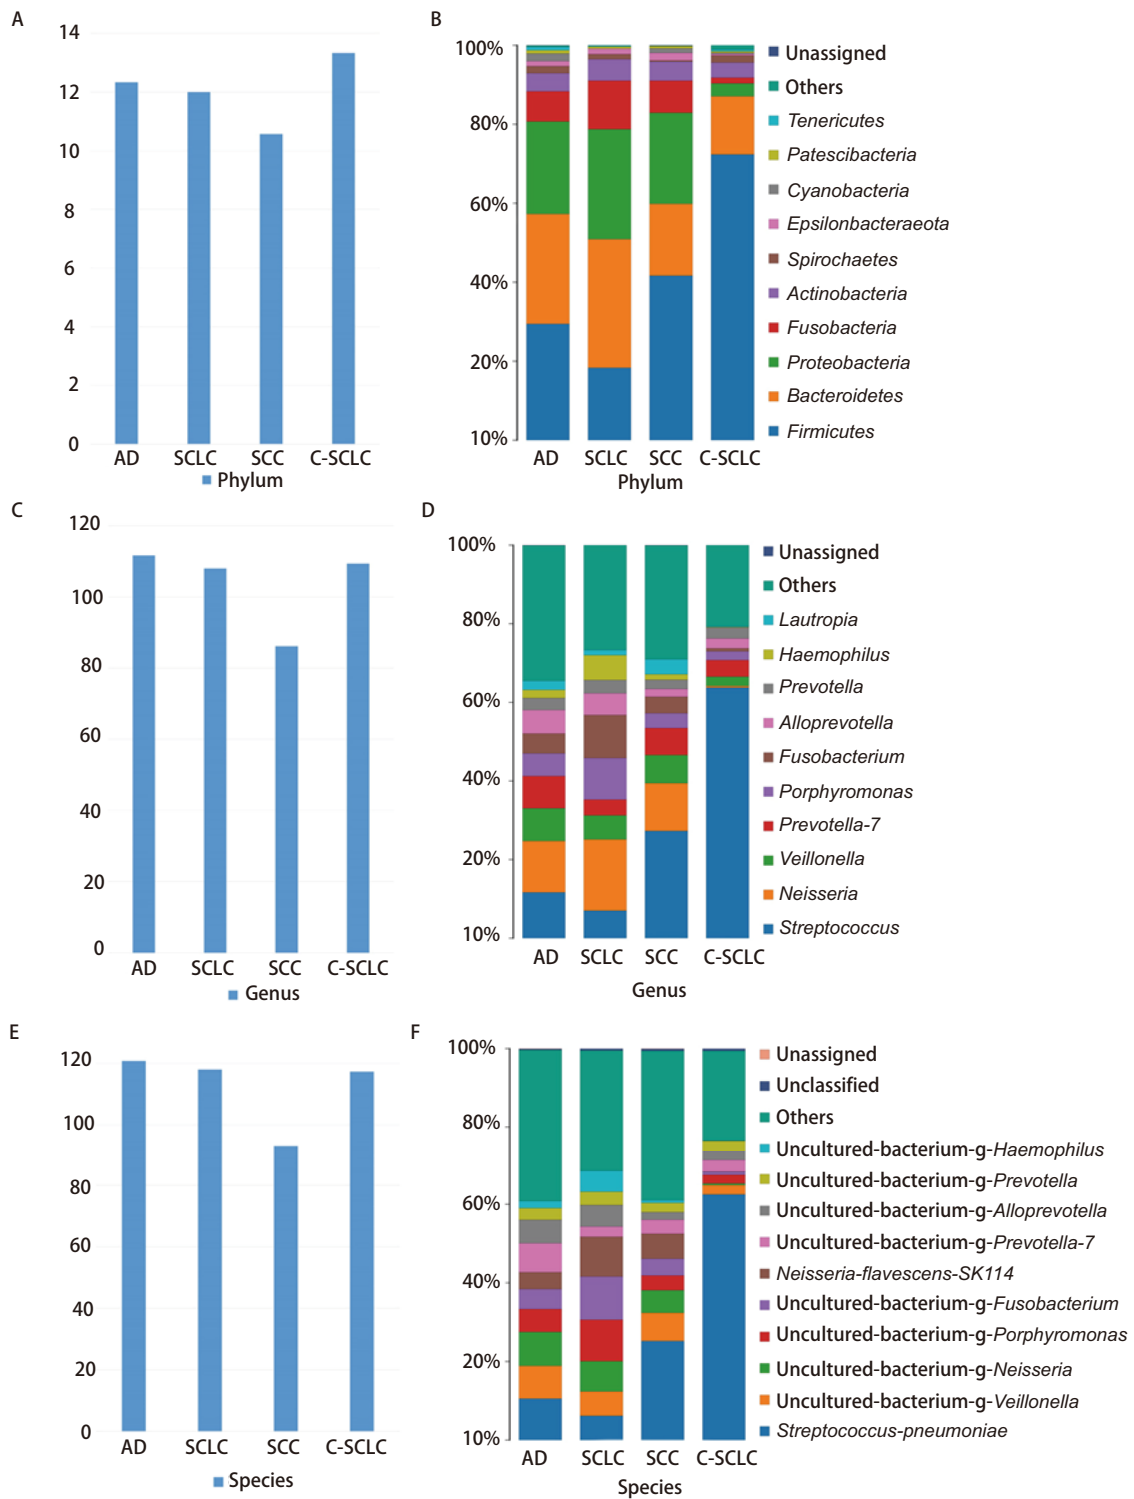 A
14
12
10
8
6
4
2
0
AD SCLC SCC C-SCLC
Phylum
B
100%
80%
60%
40%
20%
10%
AD SCLC SCC C-SCLC
Phylum
Unassigned
Others
Tenericutes
Patescibacteria
Cyanobacteria
Epsilonbacteraeota
Spirochaetes
Actinobacteria
Fusobacteria
Proteobacteria
Bacteroidetes
Firmicutes
C
120
100
80
60
40
20
0
AD SCLC SCC C-SCLC
Genus
D
100%
80%
60%
40%
20%
10%
AD SCLC SCC C-SCLC
Genus
Unassigned
Others
Lautropia
Haemophilus
Prevotella
Alloprevotella
Fusobacterium
Porphyromonas
Prevotella-7
Veillonella
Neisseria
Streptococcus
E
120
100
80
60
40
20
0
AD SCLC SCC C-SCLC
Species
F
100%
80%
60%
40%
20%
10%
AD SCLC SCC C-SCLC
Species
Unassigned
Unclassified
Others
Uncultured-bacterium-g-Haemophilus
Uncultured-bacterium-g-Prevotella
Uncultured-bacterium-g-Alloprevotella
Uncultured-bacterium-g-Prevotella-7
Neisseria-flavescens-SK114
Uncultured-bacterium-g-Fusobacterium
Uncultured-bacterium-g-Porphyromonas
Uncultured-bacterium-g-Neisseria
Uncultured-bacterium-g-Veillonella
Streptococcus-pneumoniae